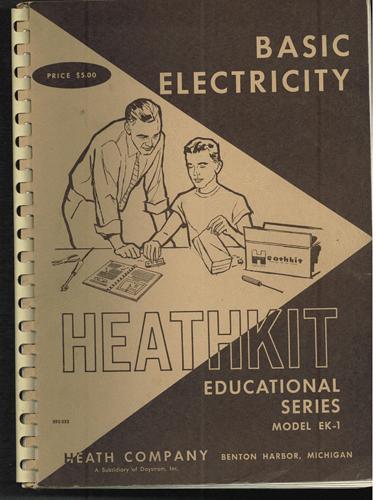 BASIC
ELECTRICITY
PRICE $5.00
Heathkit
HEATHKIT
EDUCATIONAL
SERIES
MODEL EK-1
HEATH COMPANY BENTON HARBOR, MICHIGAN
A Subsidiary of Daystrom, Inc.